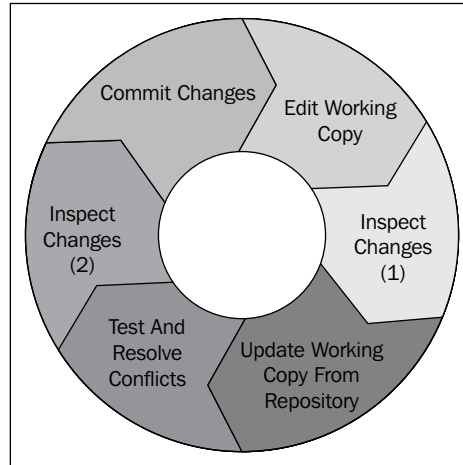 Commit Changes
Edit Working
Copy
Inspect
Changes
(1)
Update Working
Copy From
Repository
Test And
Resolve
Conflicts
Inspect
Changes
(2)